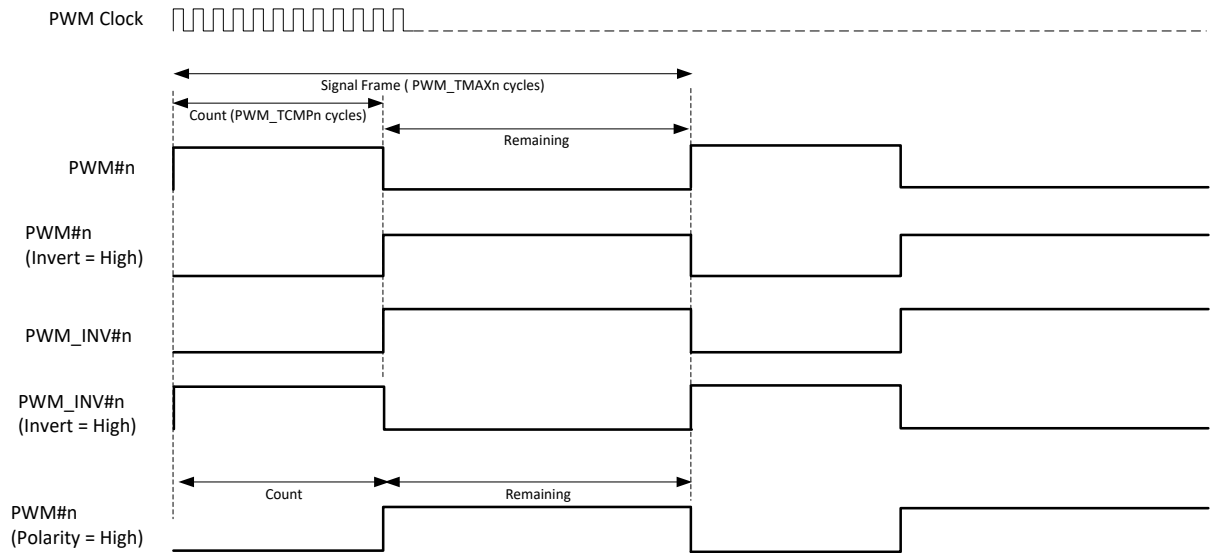 PWM Clock
Signal Frame ( PWM_TMAXn cycles)
Count (PWM_TCMPn cycles)
Remaining
PWM#n
PWM#n
(Invert = High)
PWM_INV#n
PWM_INV#n
(Invert = High)
Count
Remaining
PWM#n
(Polarity = High)